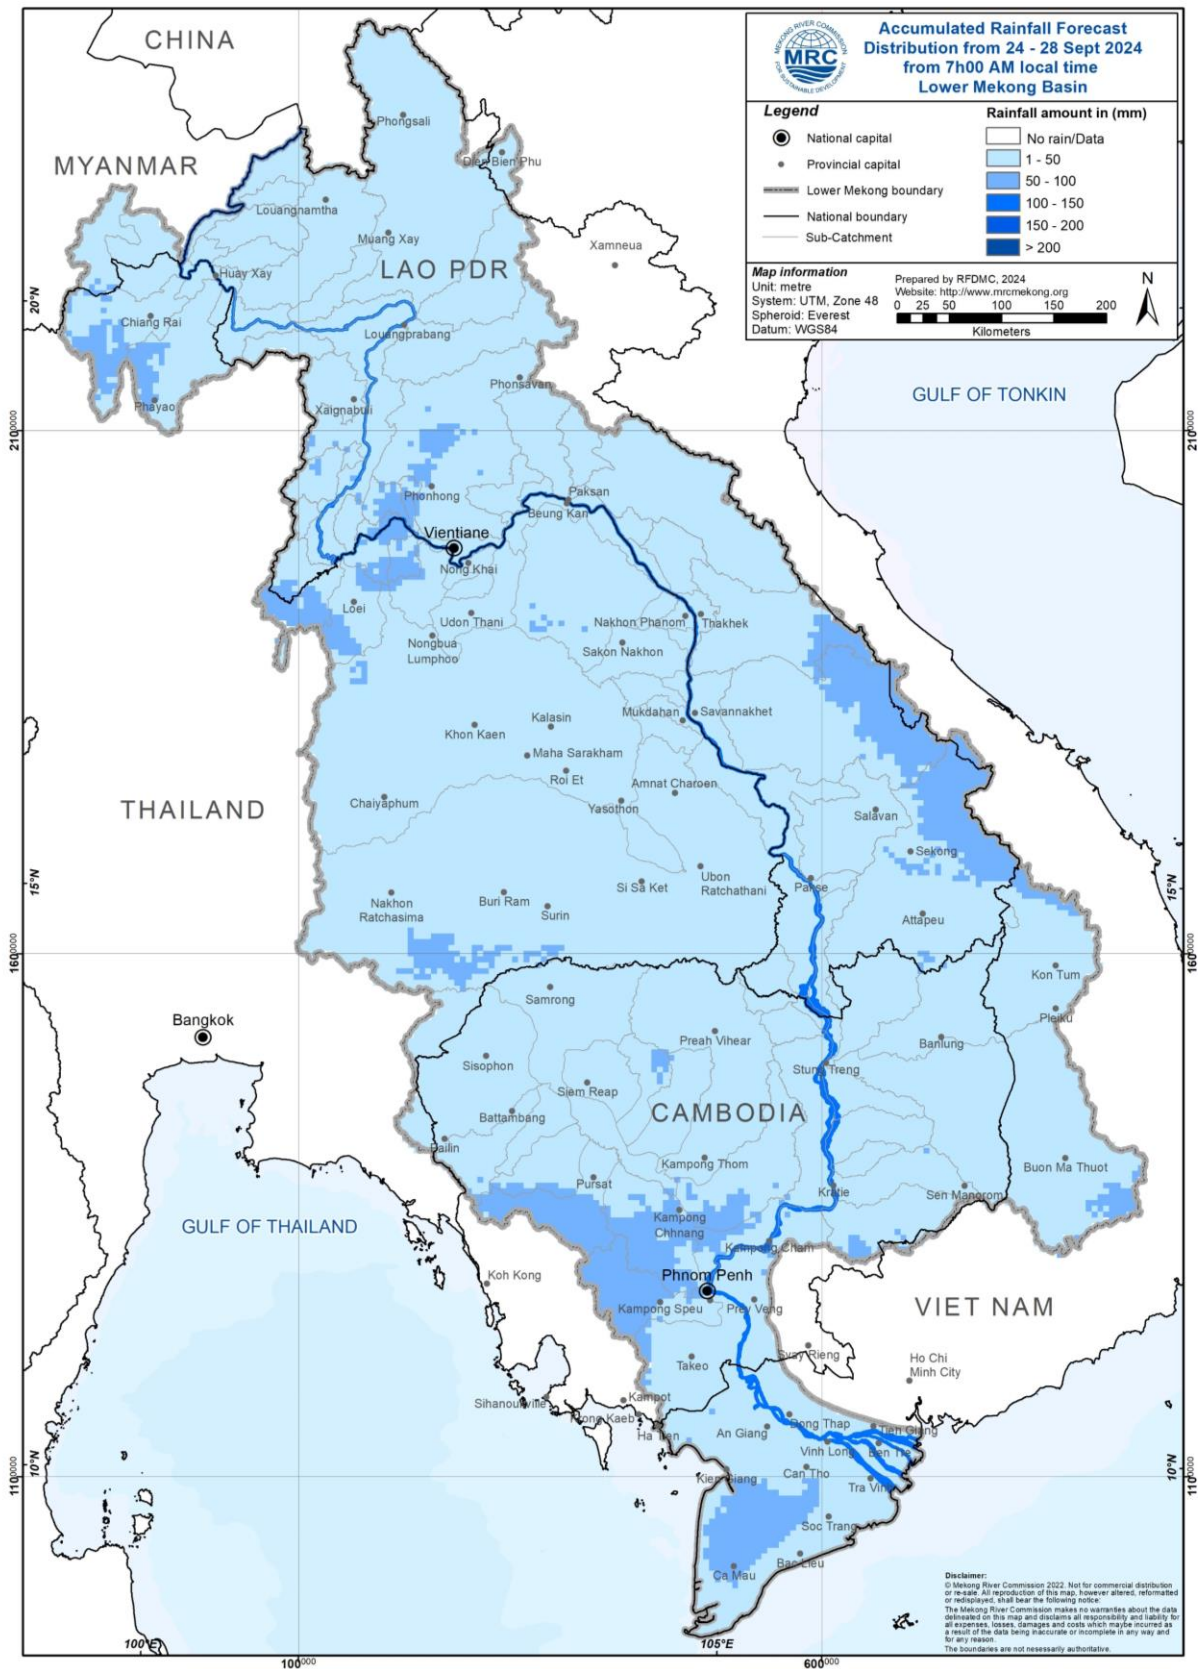 MEKONG RIVER COMMISSION
MRC
FOR SUSTAINABLE DEVELOPMENT
Accumulated Rainfall Forecast
Distribution from 24 - 28 Sept 2024
from 7h00 AM local time
Lower Mekong Basin
Legend
National capital
Provincial capital
Lower Mekong boundary
National boundary
Sub-Catchment
Rainfall amount in (mm)
No rain/Data
1 - 50
50 - 100
100 - 150
150 - 200
> 200
Map information
Unit: metre
System: UTM, Zone 48
Spheroid: Everest
Datum: WGS84
Prepared by RFDMC, 2024
Website: http://www.mrcmekong.org
0 25 50 100 150 200
Kilometers
N
CHINA
MYANMAR
Phongsali
Dien Bien Phu
Louangnamtha
Muang Xay
Xamneua
LAO PDR
Huay Xay
20°N
Chiang Rai
Louangprabang
Phonsavan
GULF OF TONKIN
Phayao
Xaignabuli
2100000
2100000
Phonhong
Paksan
Beung Kan
Vientiane
Nong Khai
Loei
Udon Thani
Nakhon Phanom
Thakhek
Nongbua
Lumphoo
Sakon Nakhon
Mukdahan
Savannakhet
Khon Kaen
Kalasin
Maha Sarakham
Roi Et
Amnat Charoen
Chaiyaphum
Yasothon
Salavan
THAILAND
Sekong
15°N
15°N
Ubon
Ratchathani
Si Sa Ket
Pakse
Nakhon
Ratchasima
Buri Ram
Surin
Attapeu
1600000
1600000
Kon Tum
Samrong
Pleiku
Bangkok
Preah Vihear
Banlung
Sisophon
Stung Treng
Siem Reap
Battambang
CAMBODIA
Pailin
Kampong Thom
Buon Ma Thuot
Pursat
Kratie
Sen Manorom
GULF OF THAILAND
Kampong
Chhnang
Kampong Cham
Koh Kong
Phnom Penh
Kampong Speu
Prey Veng
VIET NAM
Svay Rieng
Takeo
Ho Chi
Minh City
Sihanoukville
Kampot
Krong Kaeb
Ha Tien
An Giang
Dong Thap
Tien Giang
Vinh Long
Ben Tre
10°N
10°N
1100000
1100000
Kien Giang
Can Tho
Tra Vinh
Soc Trang
Bac Lieu
Ca Mau
100°E
105°E
100000
600000
Disclaimer:
© Mekong River Commission 2022. Not for commercial distribution
or re-sale. All reproduction of this map, however altered, reformatted
or redisplayed, shall bear the following notice:
The Mekong River Commission makes no warranties about the data
delineated on this map and disclaims all responsibility and liability for
all expenses, losses, damages and costs which maybe incurred as
a result of the data being inaccurate or incomplete in any way and
for any reason.
The boundaries are not nesessarily authoritative.